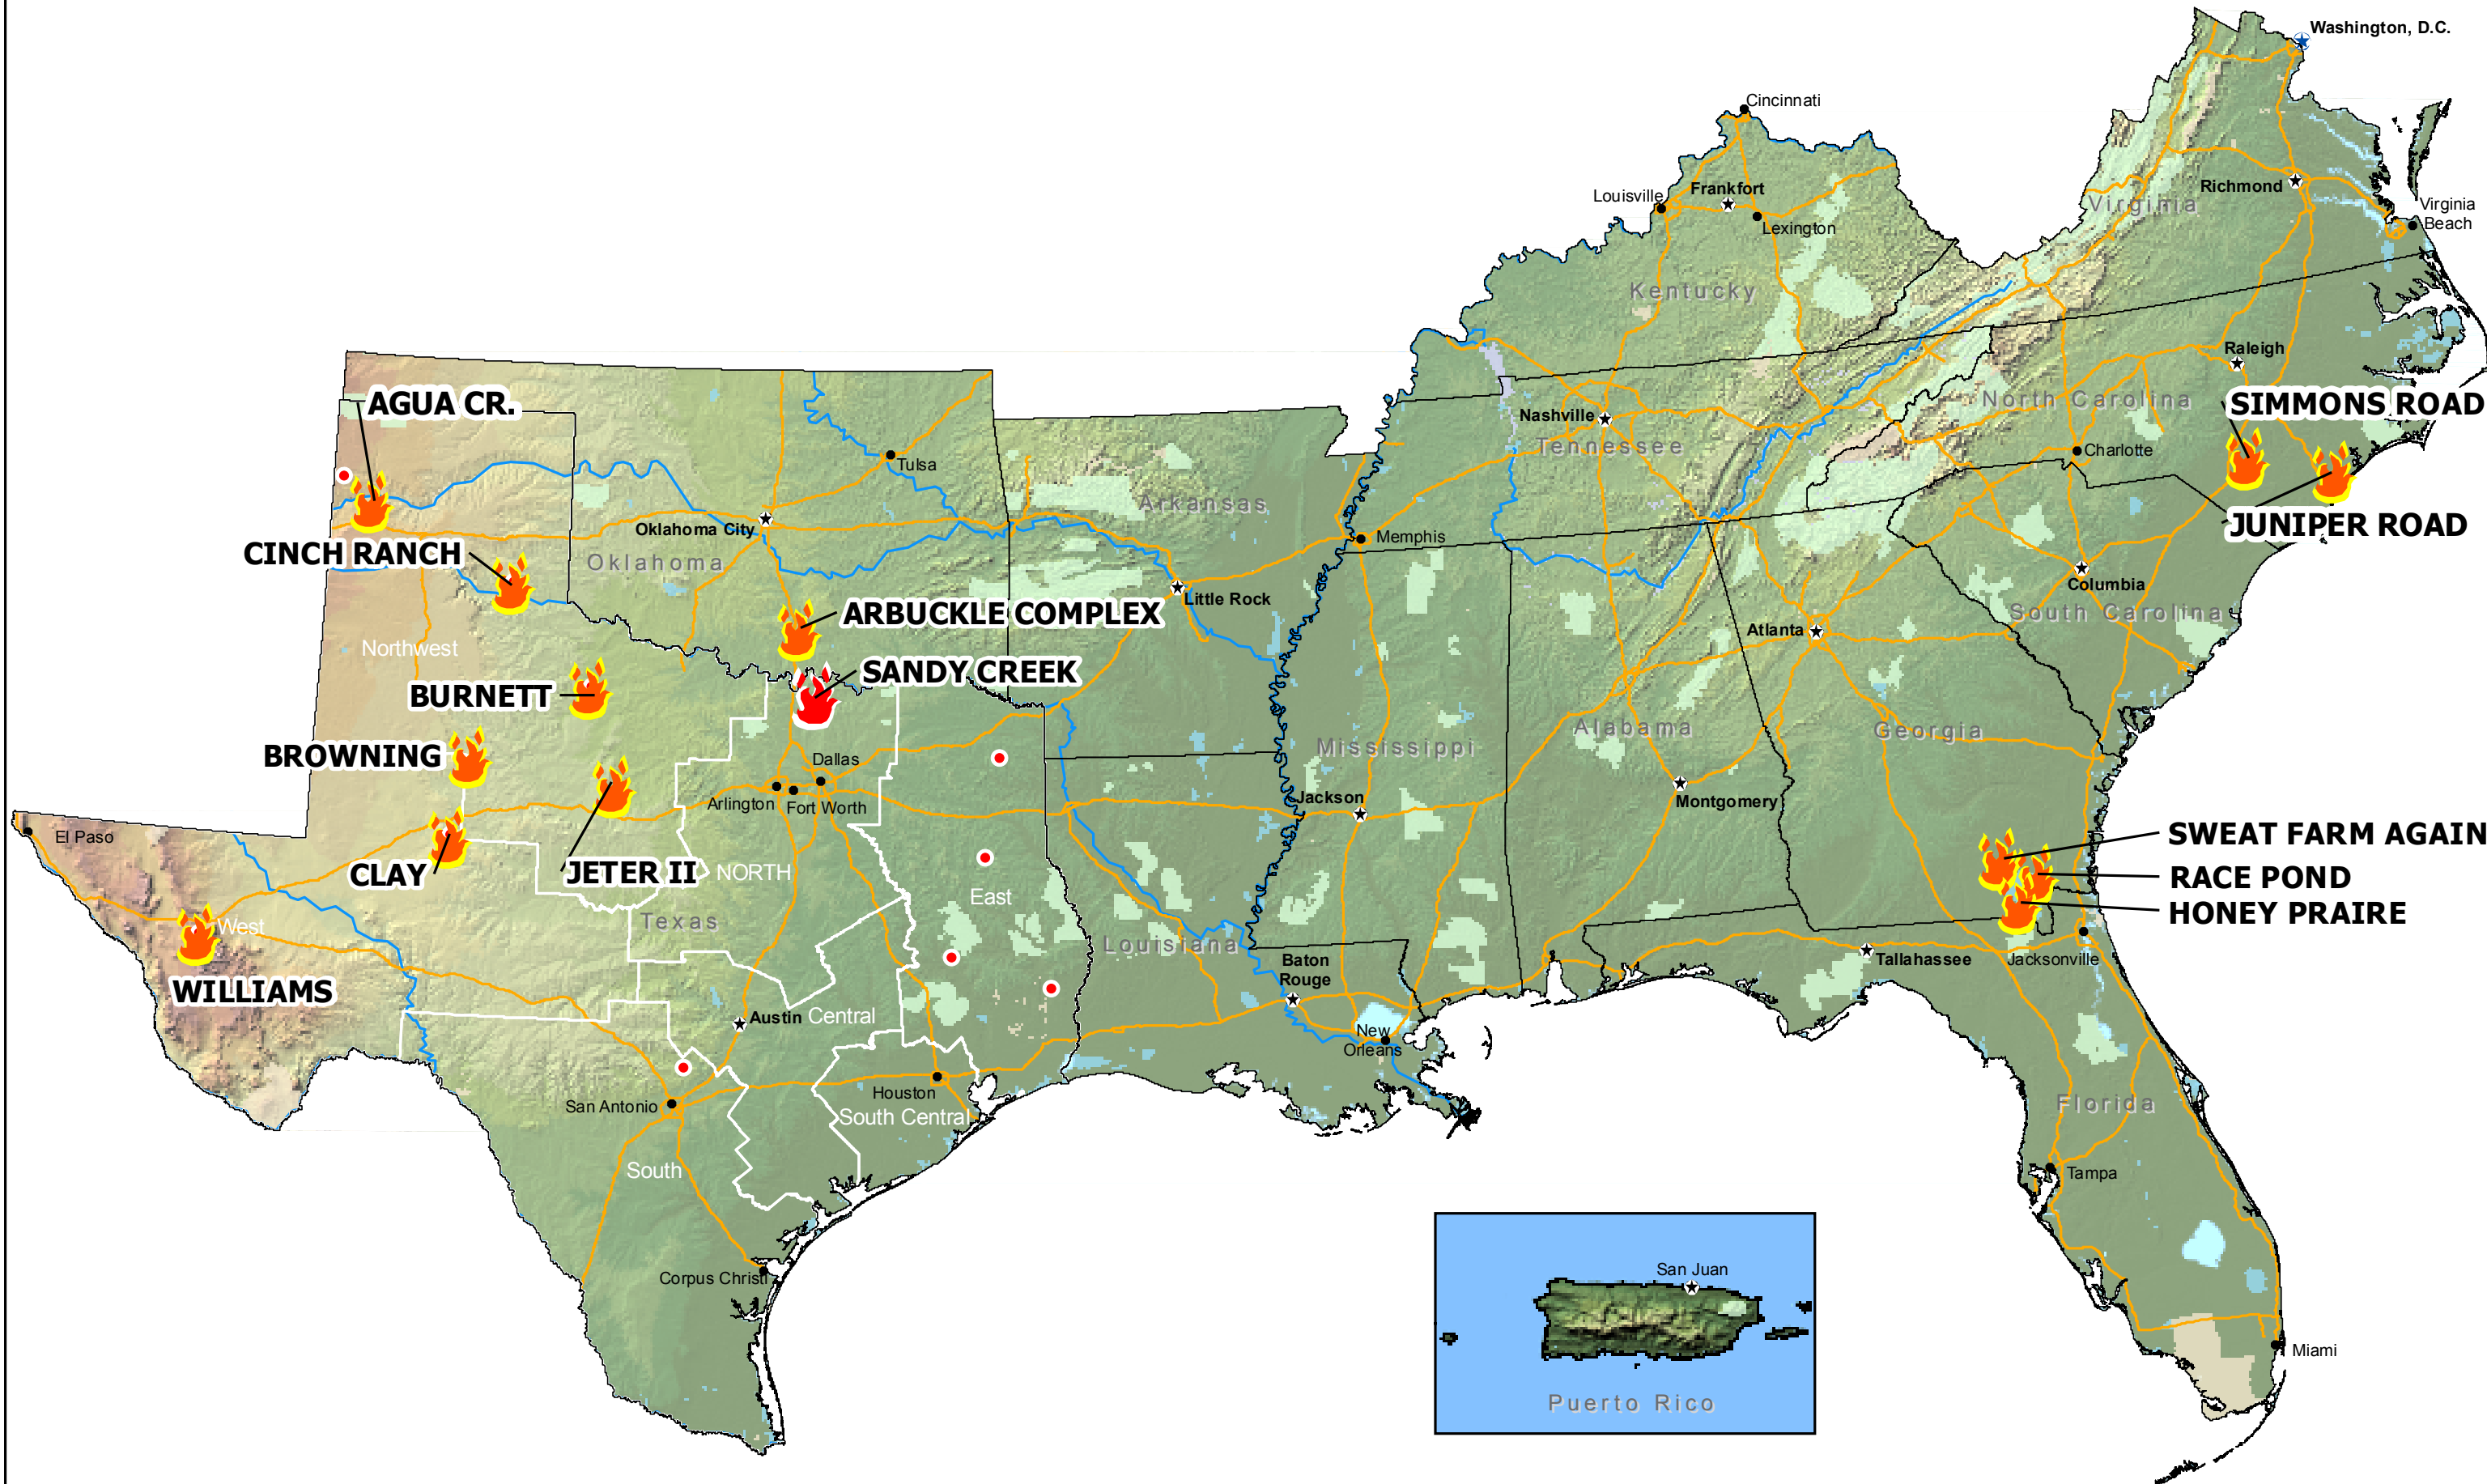 Washington, D.C.
Cincinnati
Louisville
Frankfort
Lexington
Richmond
Virginia
Virginia
Beach
Kentucky
Raleigh
AGUA CR.
North Carolina
SIMMONS ROAD
Nashville
Tennessee
Charlotte
Tulsa
Arkansas
Oklahoma City
JUNIPER ROAD
Memphis
CINCH RANCH
Oklahoma
Columbia
Little Rock
ARBUCKLE COMPLEX
South Carolina
Atlanta
Northwest
SANDY CREEK
BURNETT
Alabama
Georgia
Mississippi
BROWNING
Dallas
Arlington
Fort Worth
Jackson
Montgomery
El Paso
SWEAT FARM AGAIN
CLAY
JETER II
NORTH
RACE POND
East
HONEY PRAIRE
West
Texas
Louisiana
Baton
Rouge
Tallahassee
Jacksonville
WILLIAMS
Austin
Central
New
Orleans
Houston
San Antonio
South Central
Florida
South
Tampa
Corpus Christi
San Juan
Miami
Puerto Rico